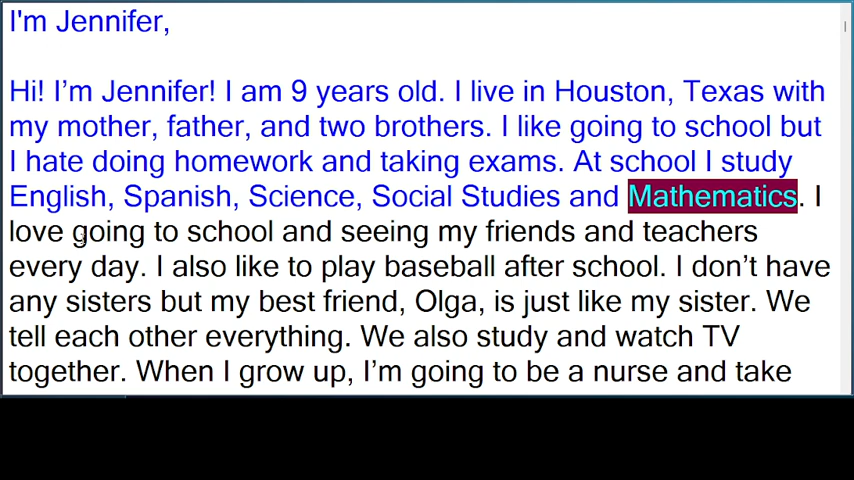 I'm Jennifer,
Hi! I’m Jennifer! I am 9 years old. I live in Houston, Texas with
my mother, father, and two brothers. I like going to school but
I hate doing homework and taking exams. At school I study
English, Spanish, Science, Social Studies and Mathematics. I
love going to school and seeing my friends and teachers
every day. I also like to play baseball after school. I don’t have
any sisters but my best friend, Olga, is just like my sister. We
tell each other everything. We also study and watch TV
together. When I grow up, I’m going to be a nurse and take